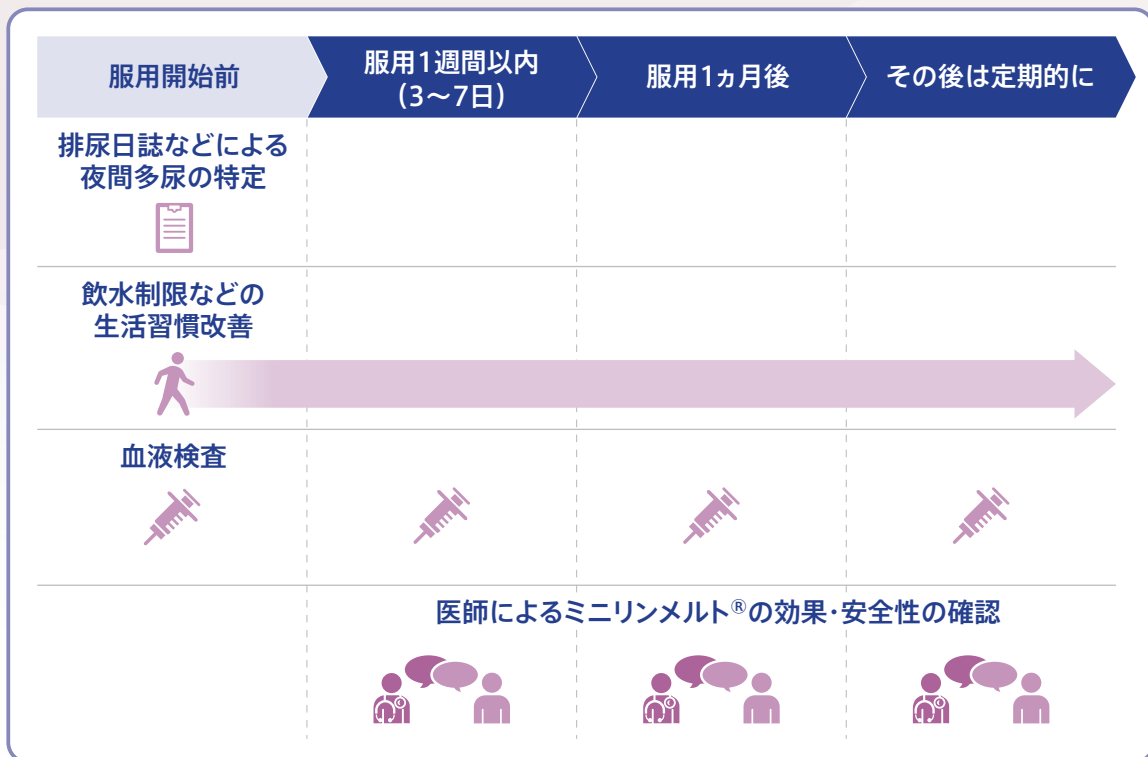 服用開始前
服用1週間以内
(3〜7日)
服用1ヵ月後
その後は定期的に
排尿日誌などによる
夜間多尿の特定
飲水制限などの
生活習慣改善
血液検査
医師によるミニリンメルト®の効果・安全性の確認